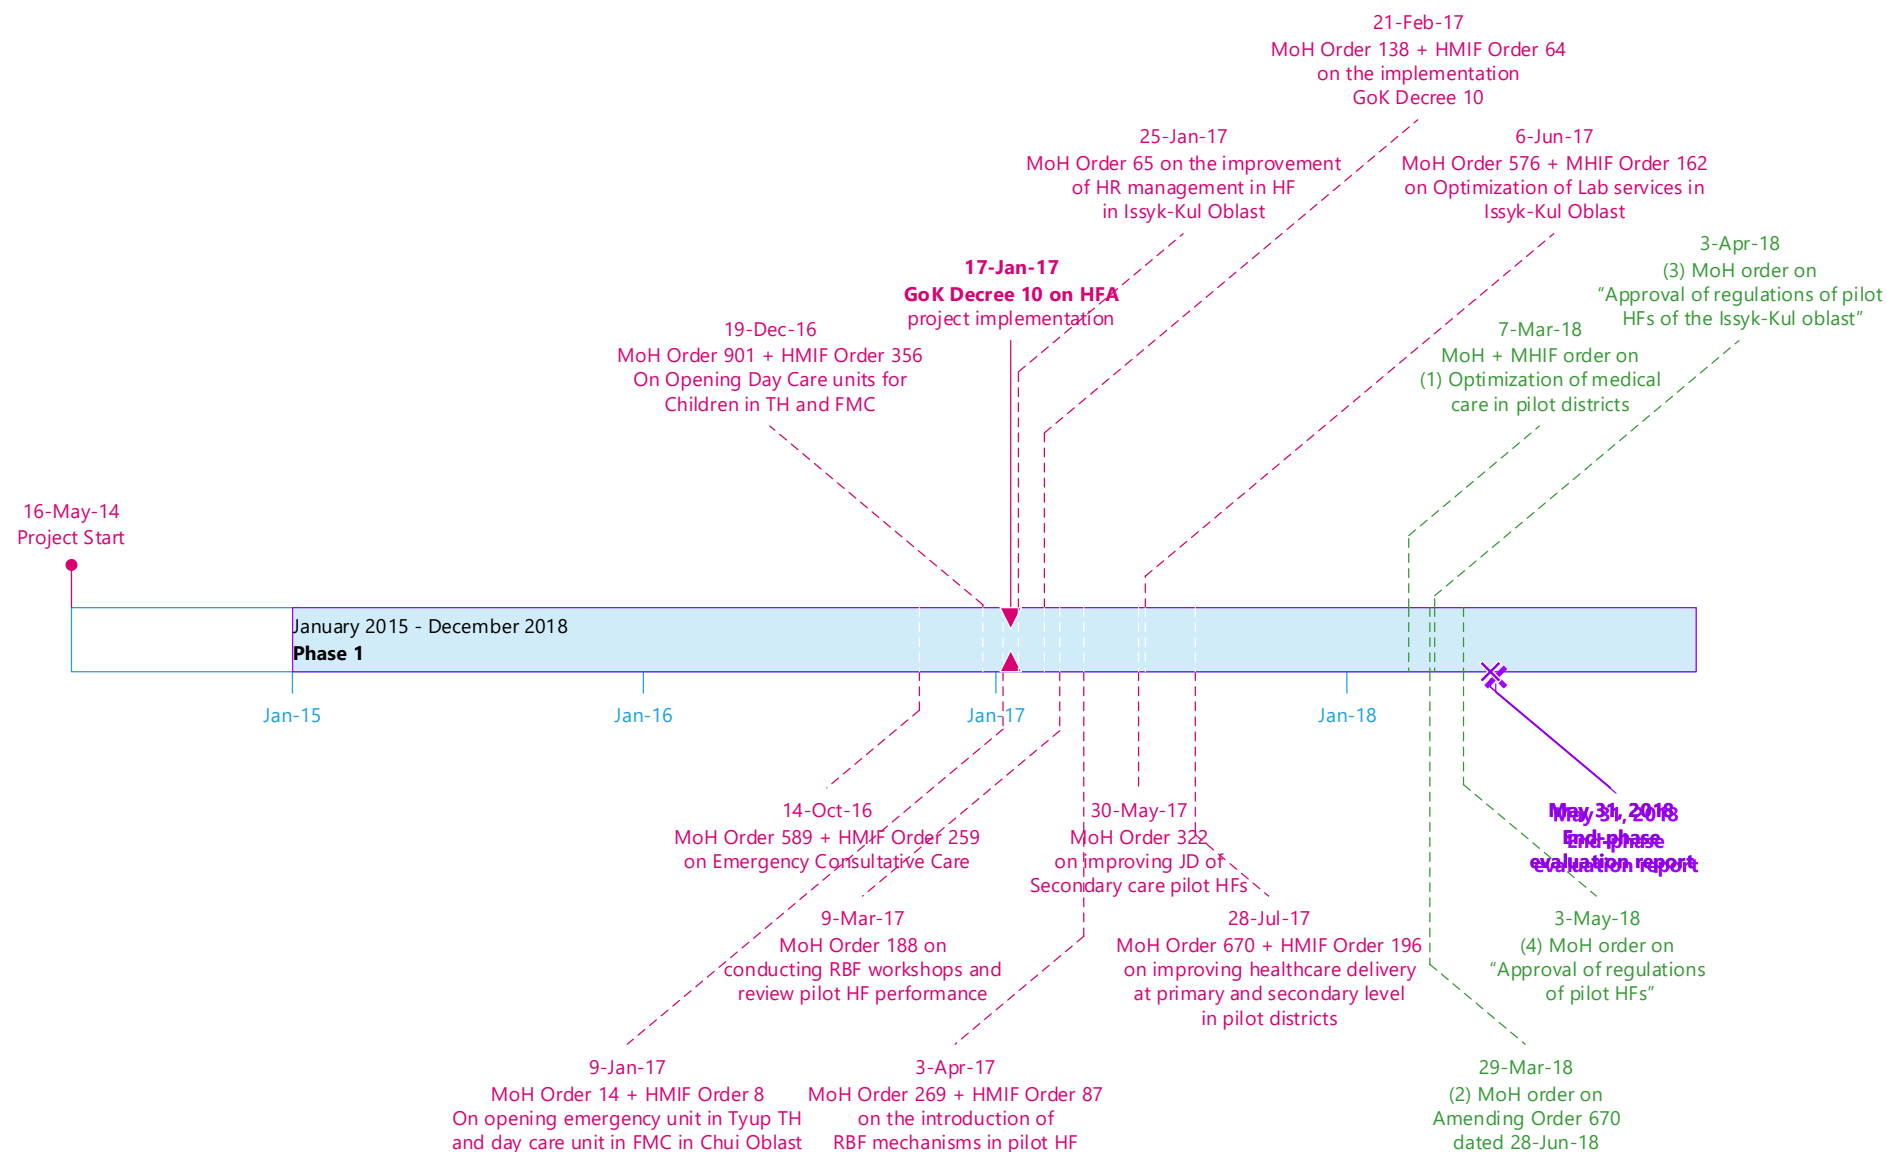 21-Feb-17
MoH Order 138 + HMIF Order 64
on the implementation
GoK Decree 10
25-Jan-17
MoH Order 65 on the improvement
of HR management in HF
in Issyk-Kul Oblast
6-Jun-17
MoH Order 576 + MHIF Order 162
on Optimization of Lab services in
Issyk-Kul Oblast
3-Apr-18
(3) MoH order on
“Approval of regulations of pilot
HFs of the Issyk-Kul oblast”
17-Jan-17
GoK Decree 10 on HFA
project implementation
19-Dec-16
MoH Order 901 + HMIF Order 356
On Opening Day Care units for
Children in TH and FMC
7-Mar-18
MoH + MHIF order on
(1) Optimization of medical
care in pilot districts
16-May-14
Project Start
January 2015 - December 2018
Phase 1
Jan-15
Jan-16
Jan-17
Jan-18
14-Oct-16
MoH Order 589 + HMIF Order 259
on Emergency Consultative Care
30-May-17
MoH Order 322
on improving JD of
Secondary care pilot HFs
May 31, 2018
End-phase
evaluation report
May 31, 2018
End-phase
evaluation report
9-Mar-17
MoH Order 188 on
conducting RBF workshops and
review pilot HF performance
28-Jul-17
MoH Order 670 + HMIF Order 196
on improving healthcare delivery
at primary and secondary level
in pilot districts
3-May-18
(4) MoH order on
“Approval of regulations
of pilot HFs”
9-Jan-17
MoH Order 14 + HMIF Order 8
On opening emergency unit in Tyup TH
and day care unit in FMC in Chui Oblast
3-Apr-17
MoH Order 269 + HMIF Order 87
on the introduction of
RBF mechanisms in pilot HF
29-Mar-18
(2) MoH order on
Amending Order 670
dated 28-Jun-18